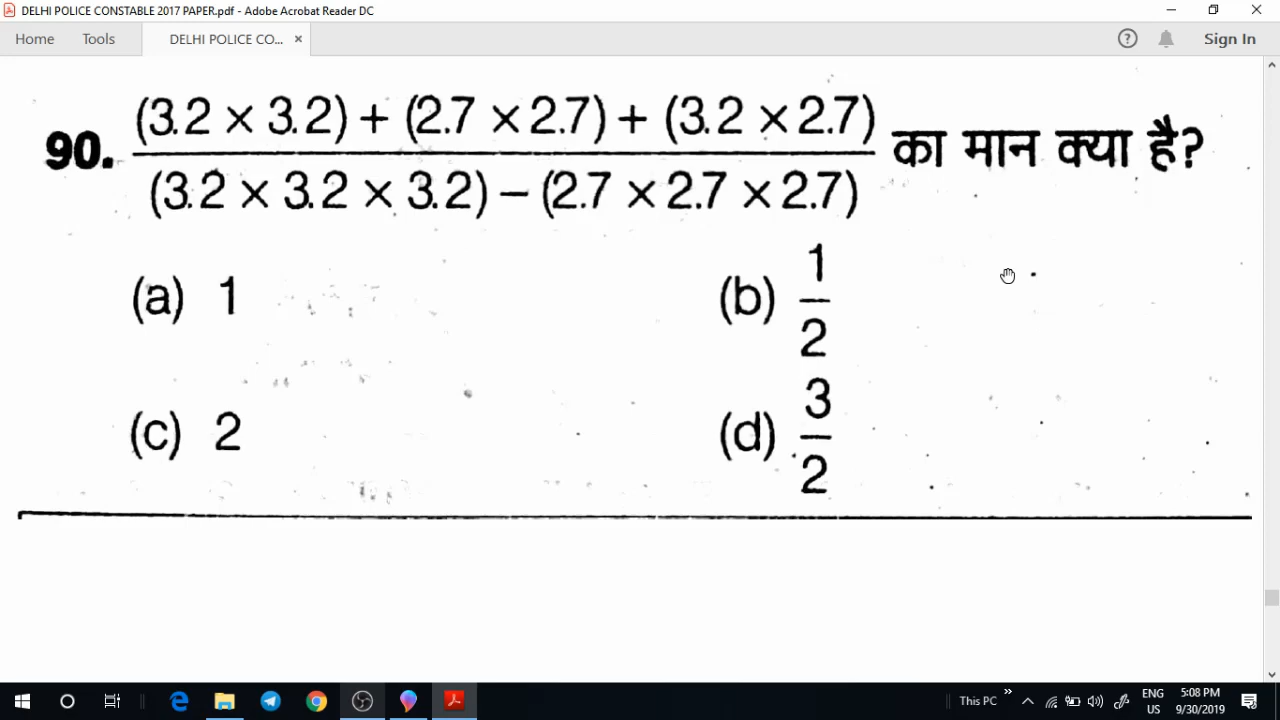 DELHI POLICE CONSTABLE 2017 PAPER.pdf - Adobe Acrobat Reader DC
Home Tools DELHI POLICE CO... × ? Sign In
(3.2 × 3.2) + (2.7 × 2.7) + (3.2 × 2.7)
90. का मान क्या है?
(3.2 × 3.2 × 3.2) – (2.7 × 2.7 × 2.7)
(a) 1 (b) 1/2
(c) 2 (d) 3/2
This PC » ENG 5:08 PM
US 9/30/2019